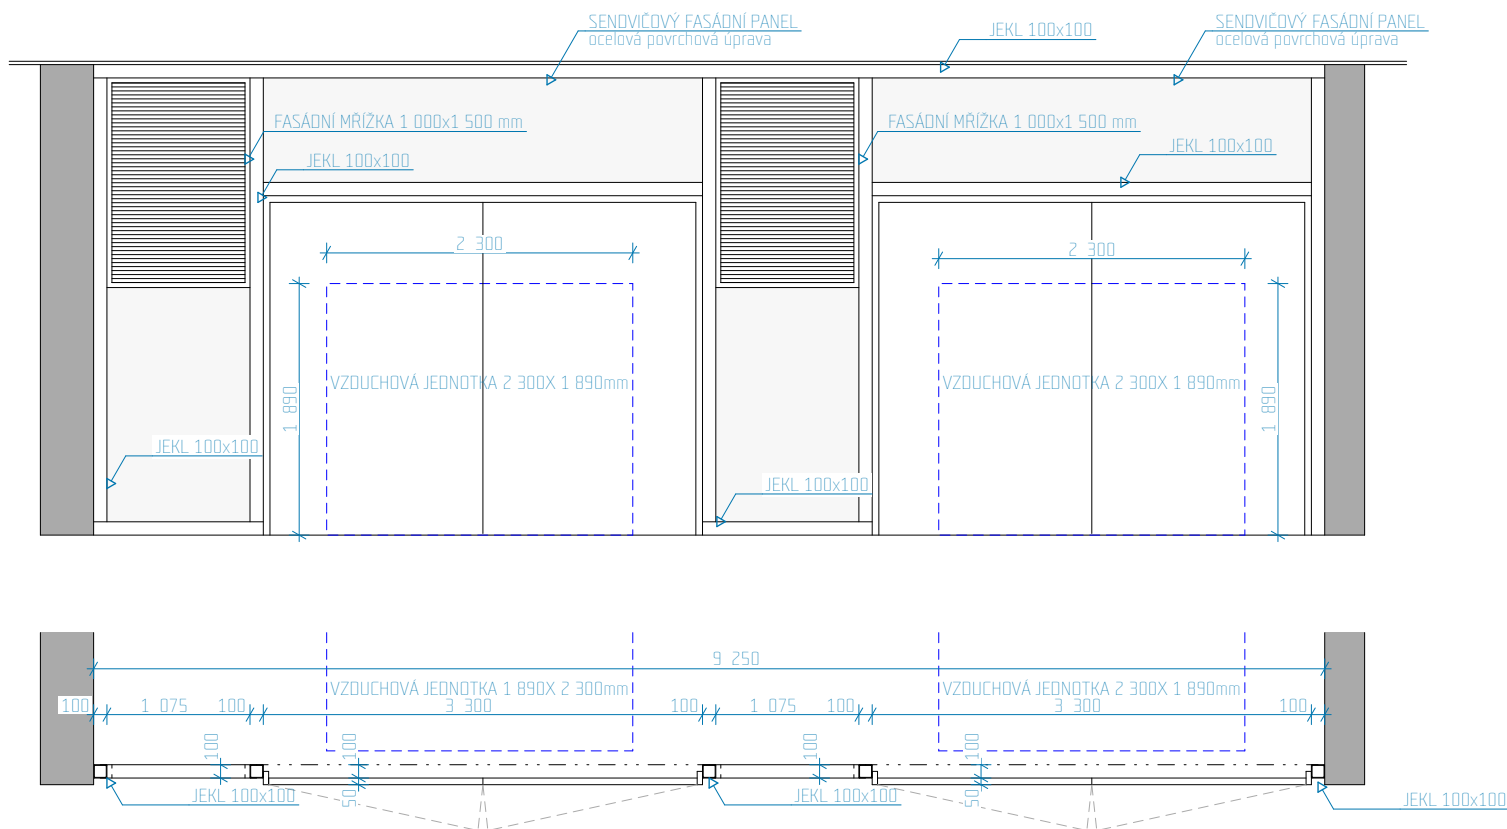 SENDVIČOVÝ FASÁDNÍ PANEL
ocelová povrchová úprava
JEKL 100x100
SENDVIČOVÝ FASÁDNÍ PANEL
ocelová povrchová úprava
FASÁDNÍ MŘÍŽKA 1 000x1 500 mm
FASÁDNÍ MŘÍŽKA 1 000x1 500 mm
JEKL 100x100
JEKL 100x100
2 300
2 300
VZDUCHOVÁ JEDNOTKA 2 300X 1 890mm
VZDUCHOVÁ JEDNOTKA 2 300X 1 890mm
1 890
1 890
JEKL 100x100
JEKL 100x100
9 250
VZDUCHOVÁ JEDNOTKA 1 890X 2 300mm
VZDUCHOVÁ JEDNOTKA 2 300X 1 890mm
100
1 075
100
3 300
100
1 075
100
3 300
100
100
100
100
100
50
50
JEKL 100x100
JEKL 100x100
JEKL 100x100